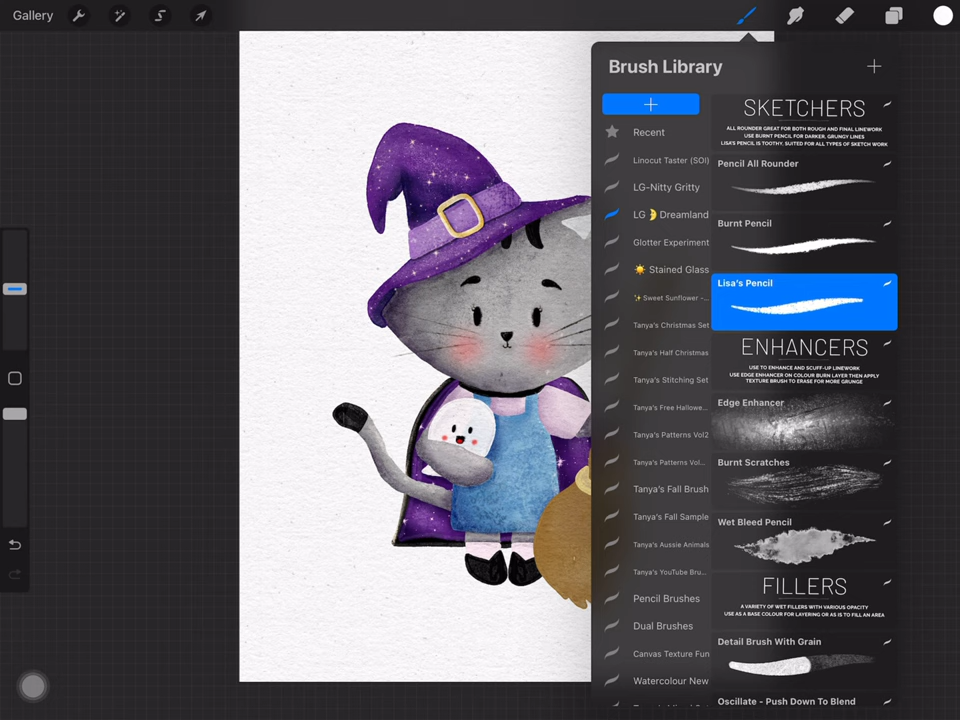 Gallery
Brush Library
Recent
Linocut Taster (SOI)
LG-Nitty Gritty
LG 🌛 Dreamland
Glotter Experiment
☀️ Stained Glass
✨ Sweet Sunflower -...
Tanya's Christmas Set
Tanya's Half Christmas
Tanya's Stitching Set
Tanya's Free Hallowe...
Tanya's Patterns Vol2
Tanya's Patterns Vol...
Tanya's Fall Brush
Tanya's Fall Sample
Tanya's Aussie Animals
Tanya's YouTube Bru...
Pencil Brushes
Dual Brushes
Canvas Texture Fun
Watercolour New
SKETCHERS
ALL ROUNDER GREAT FOR BOTH ROUGH AND FINAL LINEWORK
USE BURNT PENCIL FOR DARKER, GRUNGY LINES
LISA'S PENCIL IS TOOTHY, SUITED FOR ALL TYPES OF SKETCH WORK
Pencil All Rounder
Burnt Pencil
Lisa's Pencil
ENHANCERS
USE TO ENHANCE AND SCUFF-UP LINEWORK
USE EDGE ENHANCER ON COLOUR BURN LAYER THEN APPLY
TEXTURE BRUSH TO ERASE FOR MORE GRUNGE
Edge Enhancer
Burnt Scratches
Wet Bleed Pencil
FILLERS
A VARIETY OF WET FILLERS WITH VARIOUS OPACITY
USE AS A BASE COLOUR FOR LAYERING OR AS IS TO FILL AN AREA
Detail Brush With Grain
Oscillate - Push Down To Blend